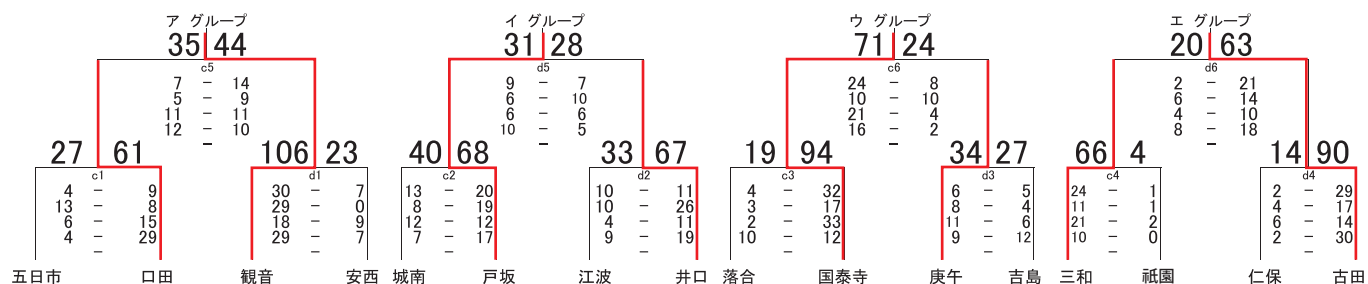 ア グループ イ グループ ウ グループ エ グループ
35 44 31 28 71 24 20 63
c5 d5 c6 d6
7 － 14 9 － 7 24 － 8 2 － 21
5 － 9 6 － 10 10 － 10 6 － 14
11 － 11 6 － 6 21 － 4 4 － 10
12 － 10 10 － 5 16 － 2 8 － 18
－ － － －
27 61 106 23 40 68 33 67 19 94 34 27 66 4 14 90
c1 d1 c2 d2 c3 d3 c4 d4
4 － 9 30 － 7 13 － 20 10 － 11 4 － 32 6 － 5 24 － 1 2 － 29
13 － 8 29 － 0 8 － 19 10 － 26 3 － 17 8 － 4 11 － 1 4 － 17
6 － 15 18 － 9 12 － 12 4 － 11 2 － 33 11 － 6 21 － 2 6 － 14
4 － 29 29 － 7 7 － 17 9 － 19 10 － 12 9 － 12 10 － 0 2 － 30
－ － － － － － － －
五日市 口田 観音 安西 城南 戸坂 江波 井口 落合 国泰寺 庚午 吉島 三和 祇園 仁保 古田